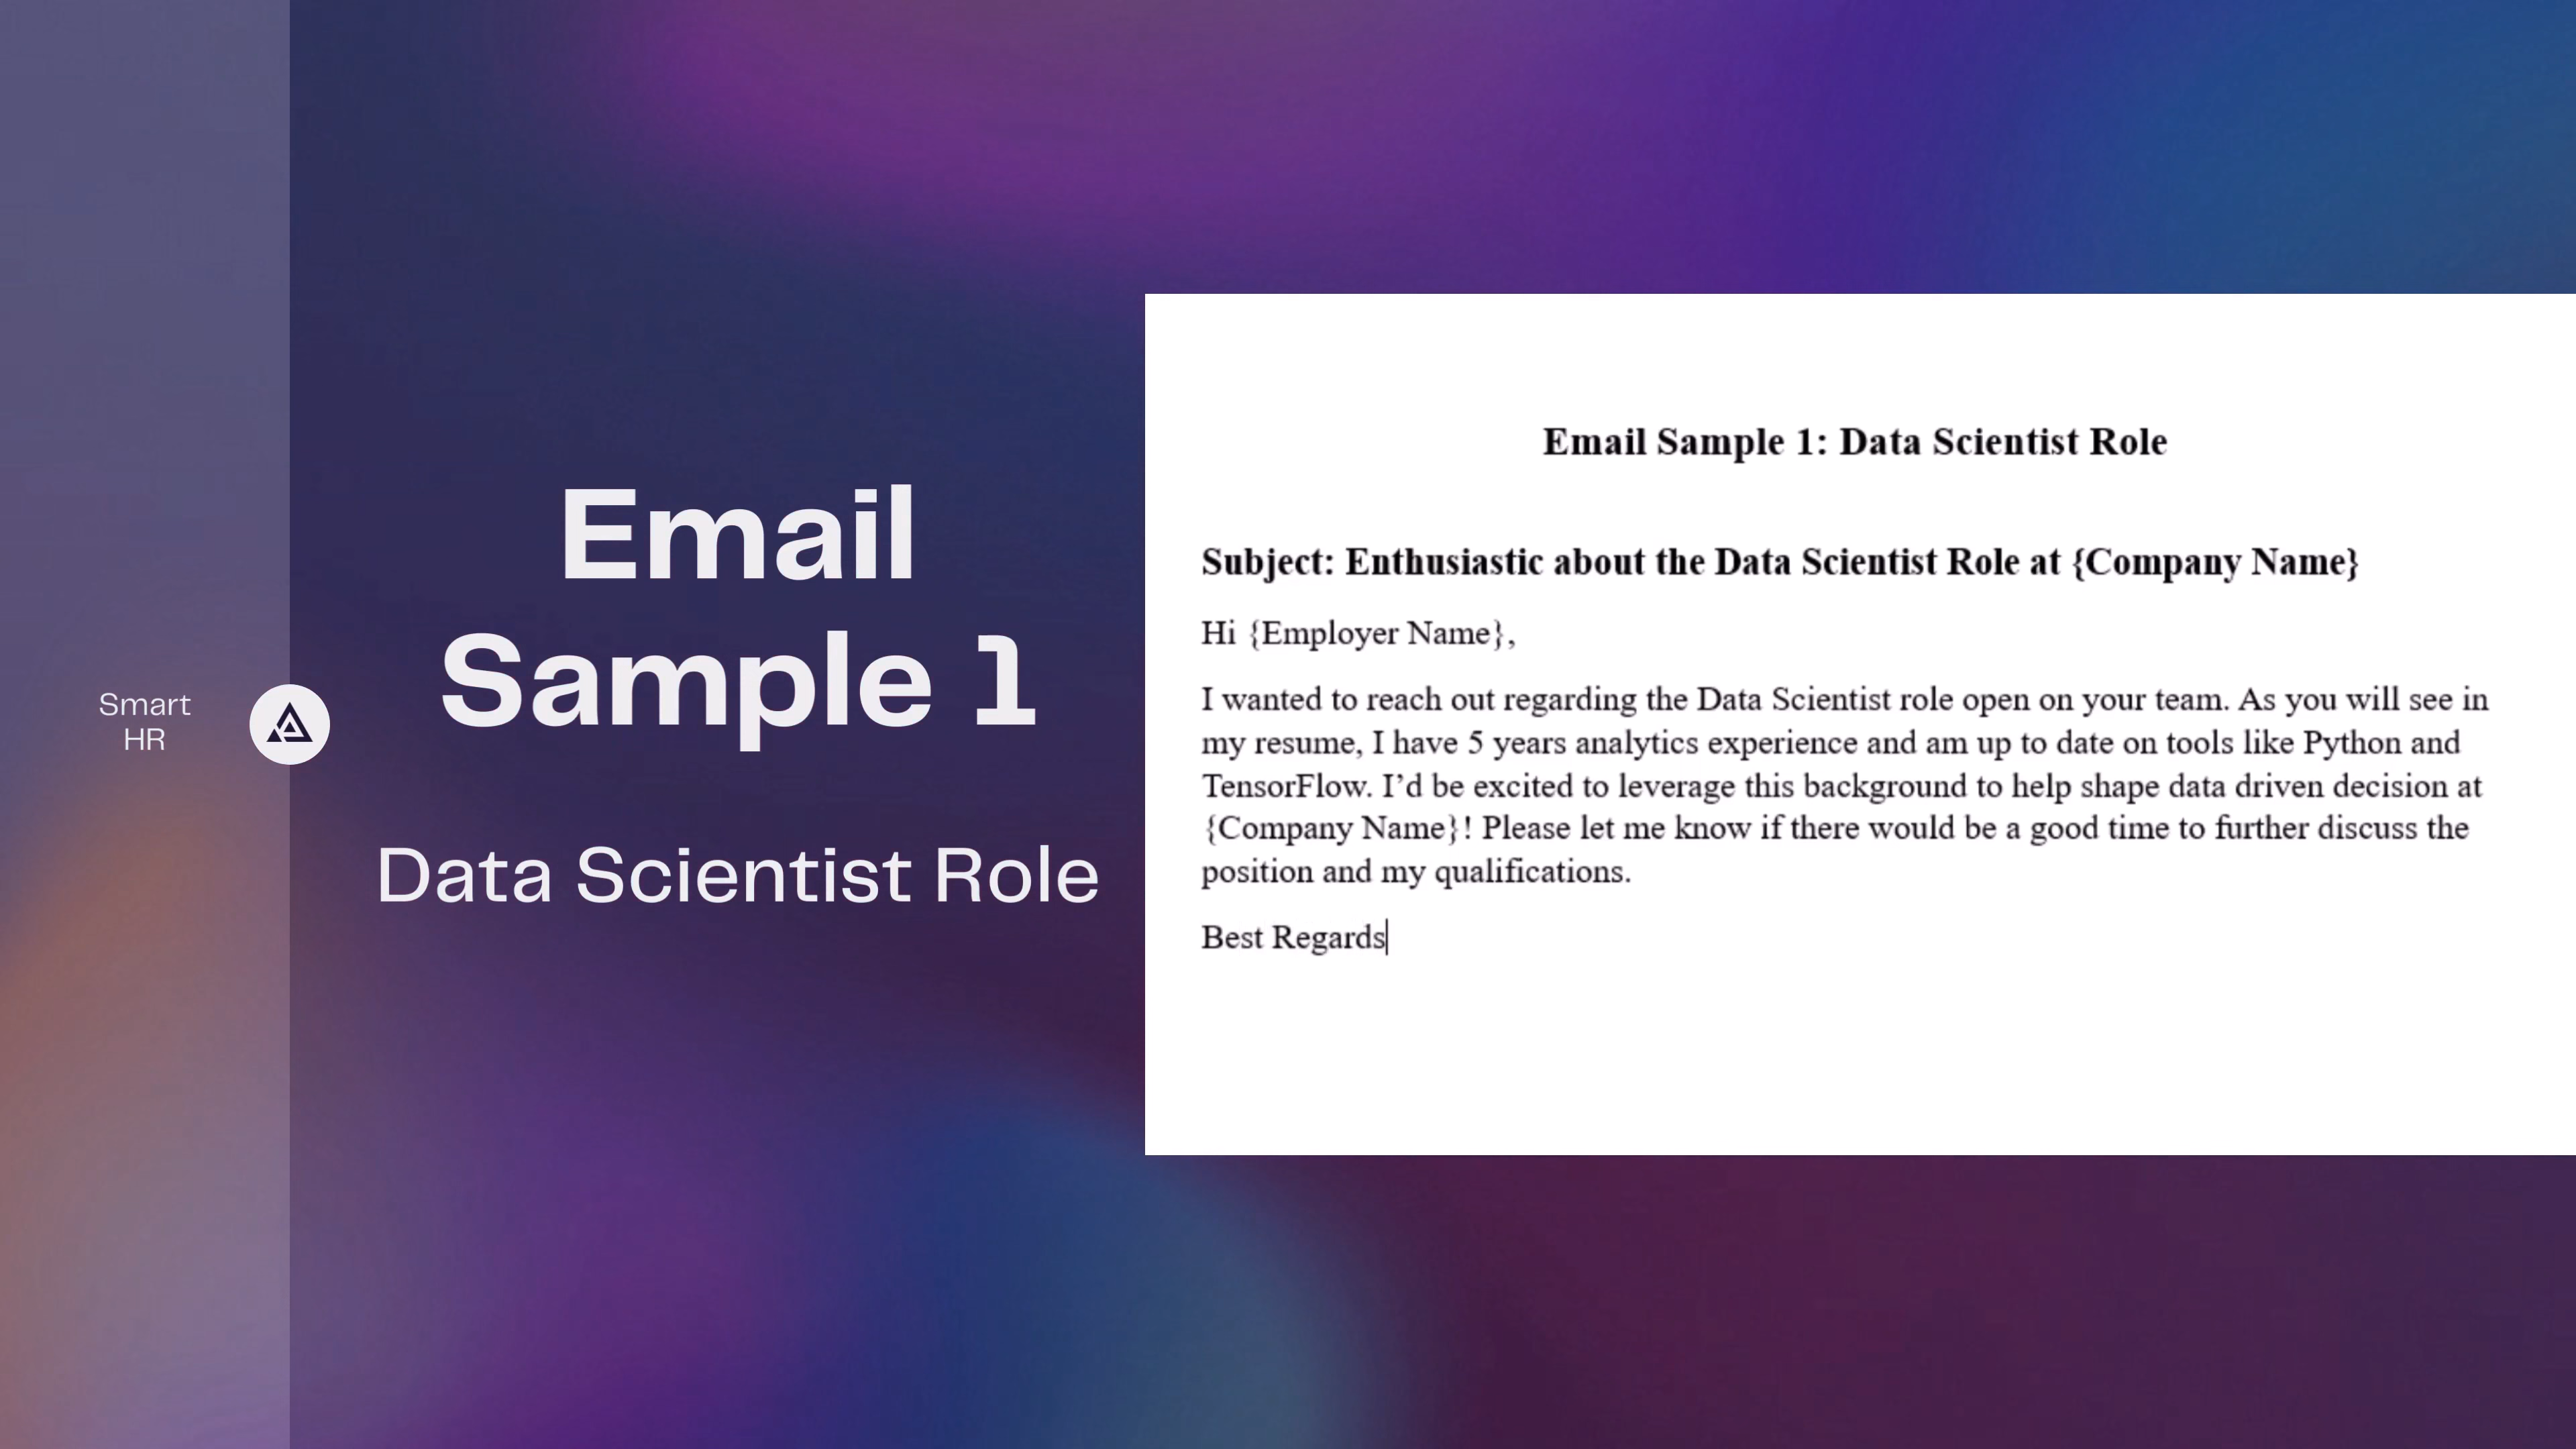 Smart
HR
Email
Sample 1
Data Scientist Role
Email Sample 1: Data Scientist Role
Subject: Enthusiastic about the Data Scientist Role at {Company Name}
Hi {Employer Name},
I wanted to reach out regarding the Data Scientist role open on your team. As you will see in
my resume, I have 5 years analytics experience and am up to date on tools like Python and
TensorFlow. I’d be excited to leverage this background to help shape data driven decision at
{Company Name}! Please let me know if there would be a good time to further discuss the
position and my qualifications.
Best Regards